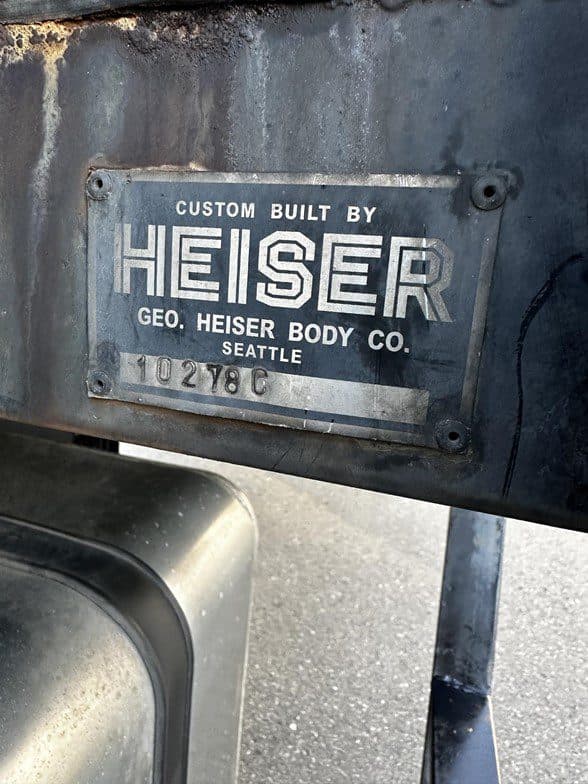 CUSTOM BUILT BY
HEISER
GEO. HEISER BODY CO.
SEATTLE
10278C